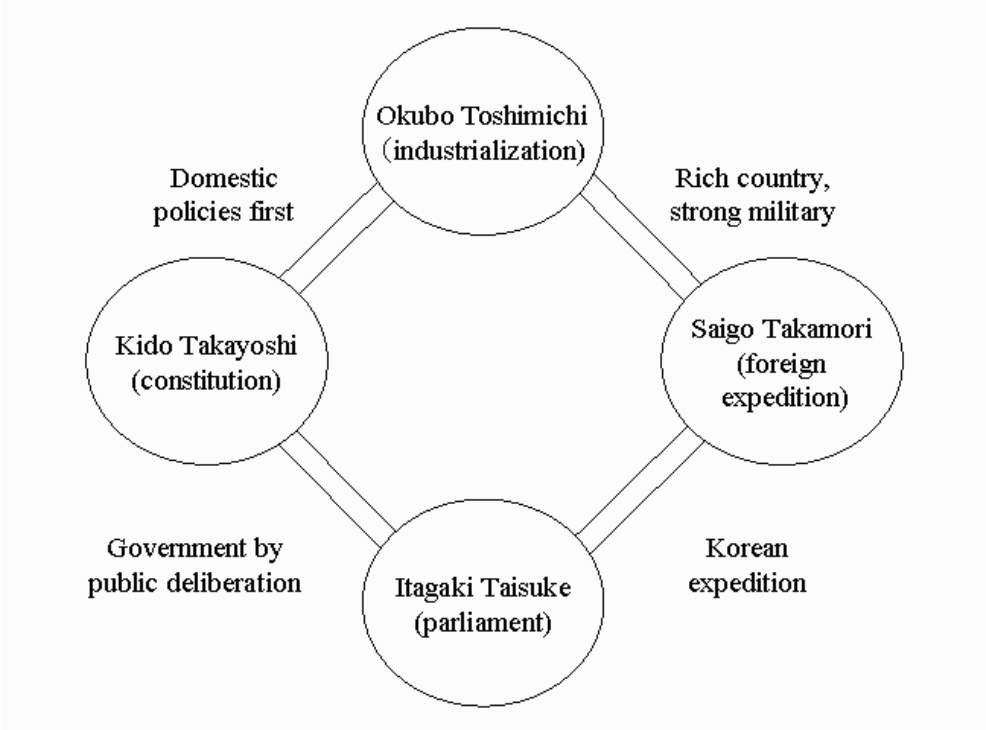 Okubo Toshimichi
（industrialization)
Domestic
policies first
Rich country,
strong military
Kido Takayoshi
(constitution)
Saigo Takamori
(foreign
expedition)
Government by
public deliberation
Itagaki Taisuke
(parliament)
Korean
expedition